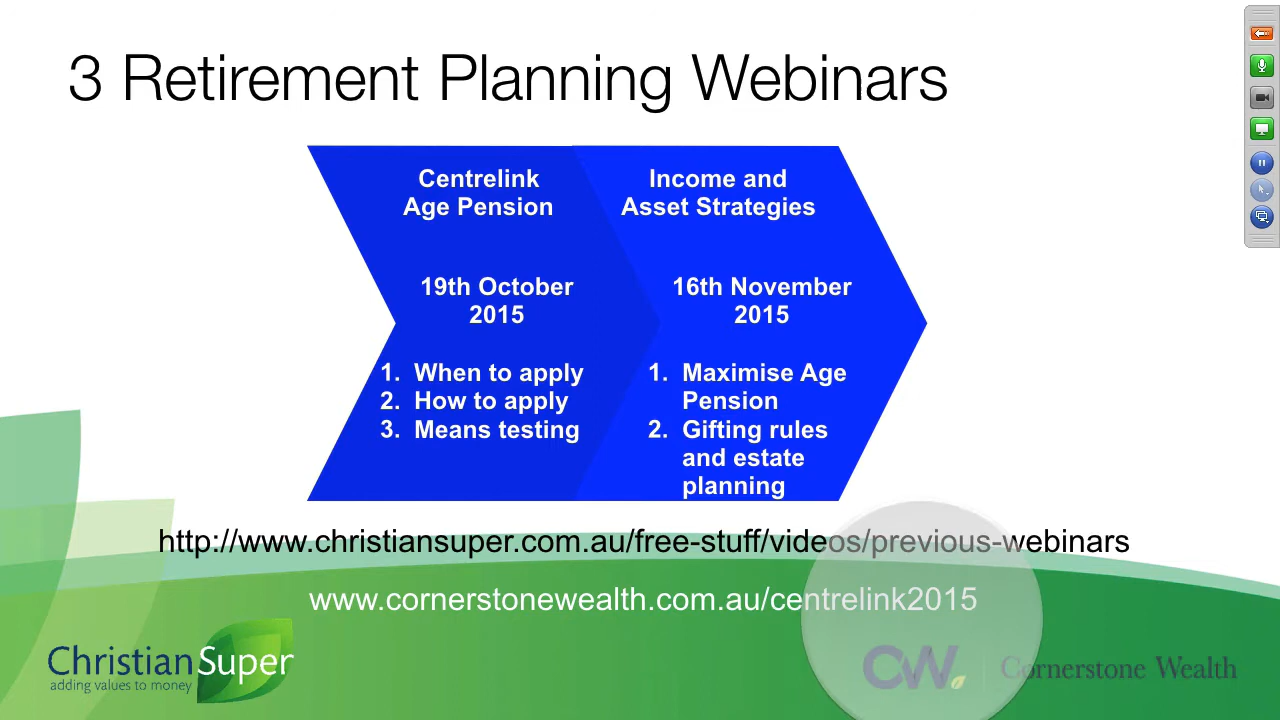 3 Retirement Planning Webinars
Centrelink
Age Pension
19th October
2015
1. When to apply
2. How to apply
3. Means testing
Income and
Asset Strategies
16th November
2015
1. Maximise Age
Pension
2. Gifting rules
and estate
planning
http://www.christiansuper.com.au/free-stuff/videos/previous-webinars
www.cornerstonewealth.com.au/centrelink2015
Christian Super
adding values to money
CW. | Cornerstone Wealth